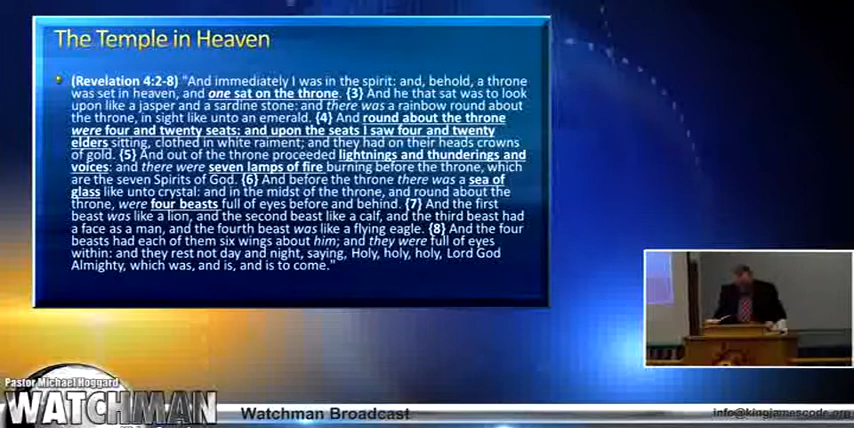 The Temple in Heaven
(Revelation 4:2-8) "And immediately I was in the spirit: and, behold, a throne
was set in heaven, and one sat on the throne. {3} And he that sat was to look
upon like a jasper and a sardine stone: and there was a rainbow round about
the throne, in sight like unto an emerald. {4} And round about the throne
were four and twenty seats: and upon the seats I saw four and twenty
elders sitting, clothed in white raiment; and they had on their heads crowns
of gold. {5} And out of the throne proceeded lightnings and thunderings and
voices: and there were seven lamps of fire burning before the throne, which
are the seven Spirits of God. {6} And before the throne there was a sea of
glass like unto crystal: and in the midst of the throne, and round about the
throne, were four beasts full of eyes before and behind. {7} And the first
beast was like a lion, and the second beast like a calf, and the third beast had
a face as a man, and the fourth beast was like a flying eagle. {8} And the four
beasts had each of them six wings about him; and they were full of eyes
within: and they rest not day and night, saying, Holy, holy, holy, Lord God
Almighty, which was, and is, and is to come."
Pastor Michael Hoggard
WATCHMAN
Watchman Broadcast
info@kingjamescode.org